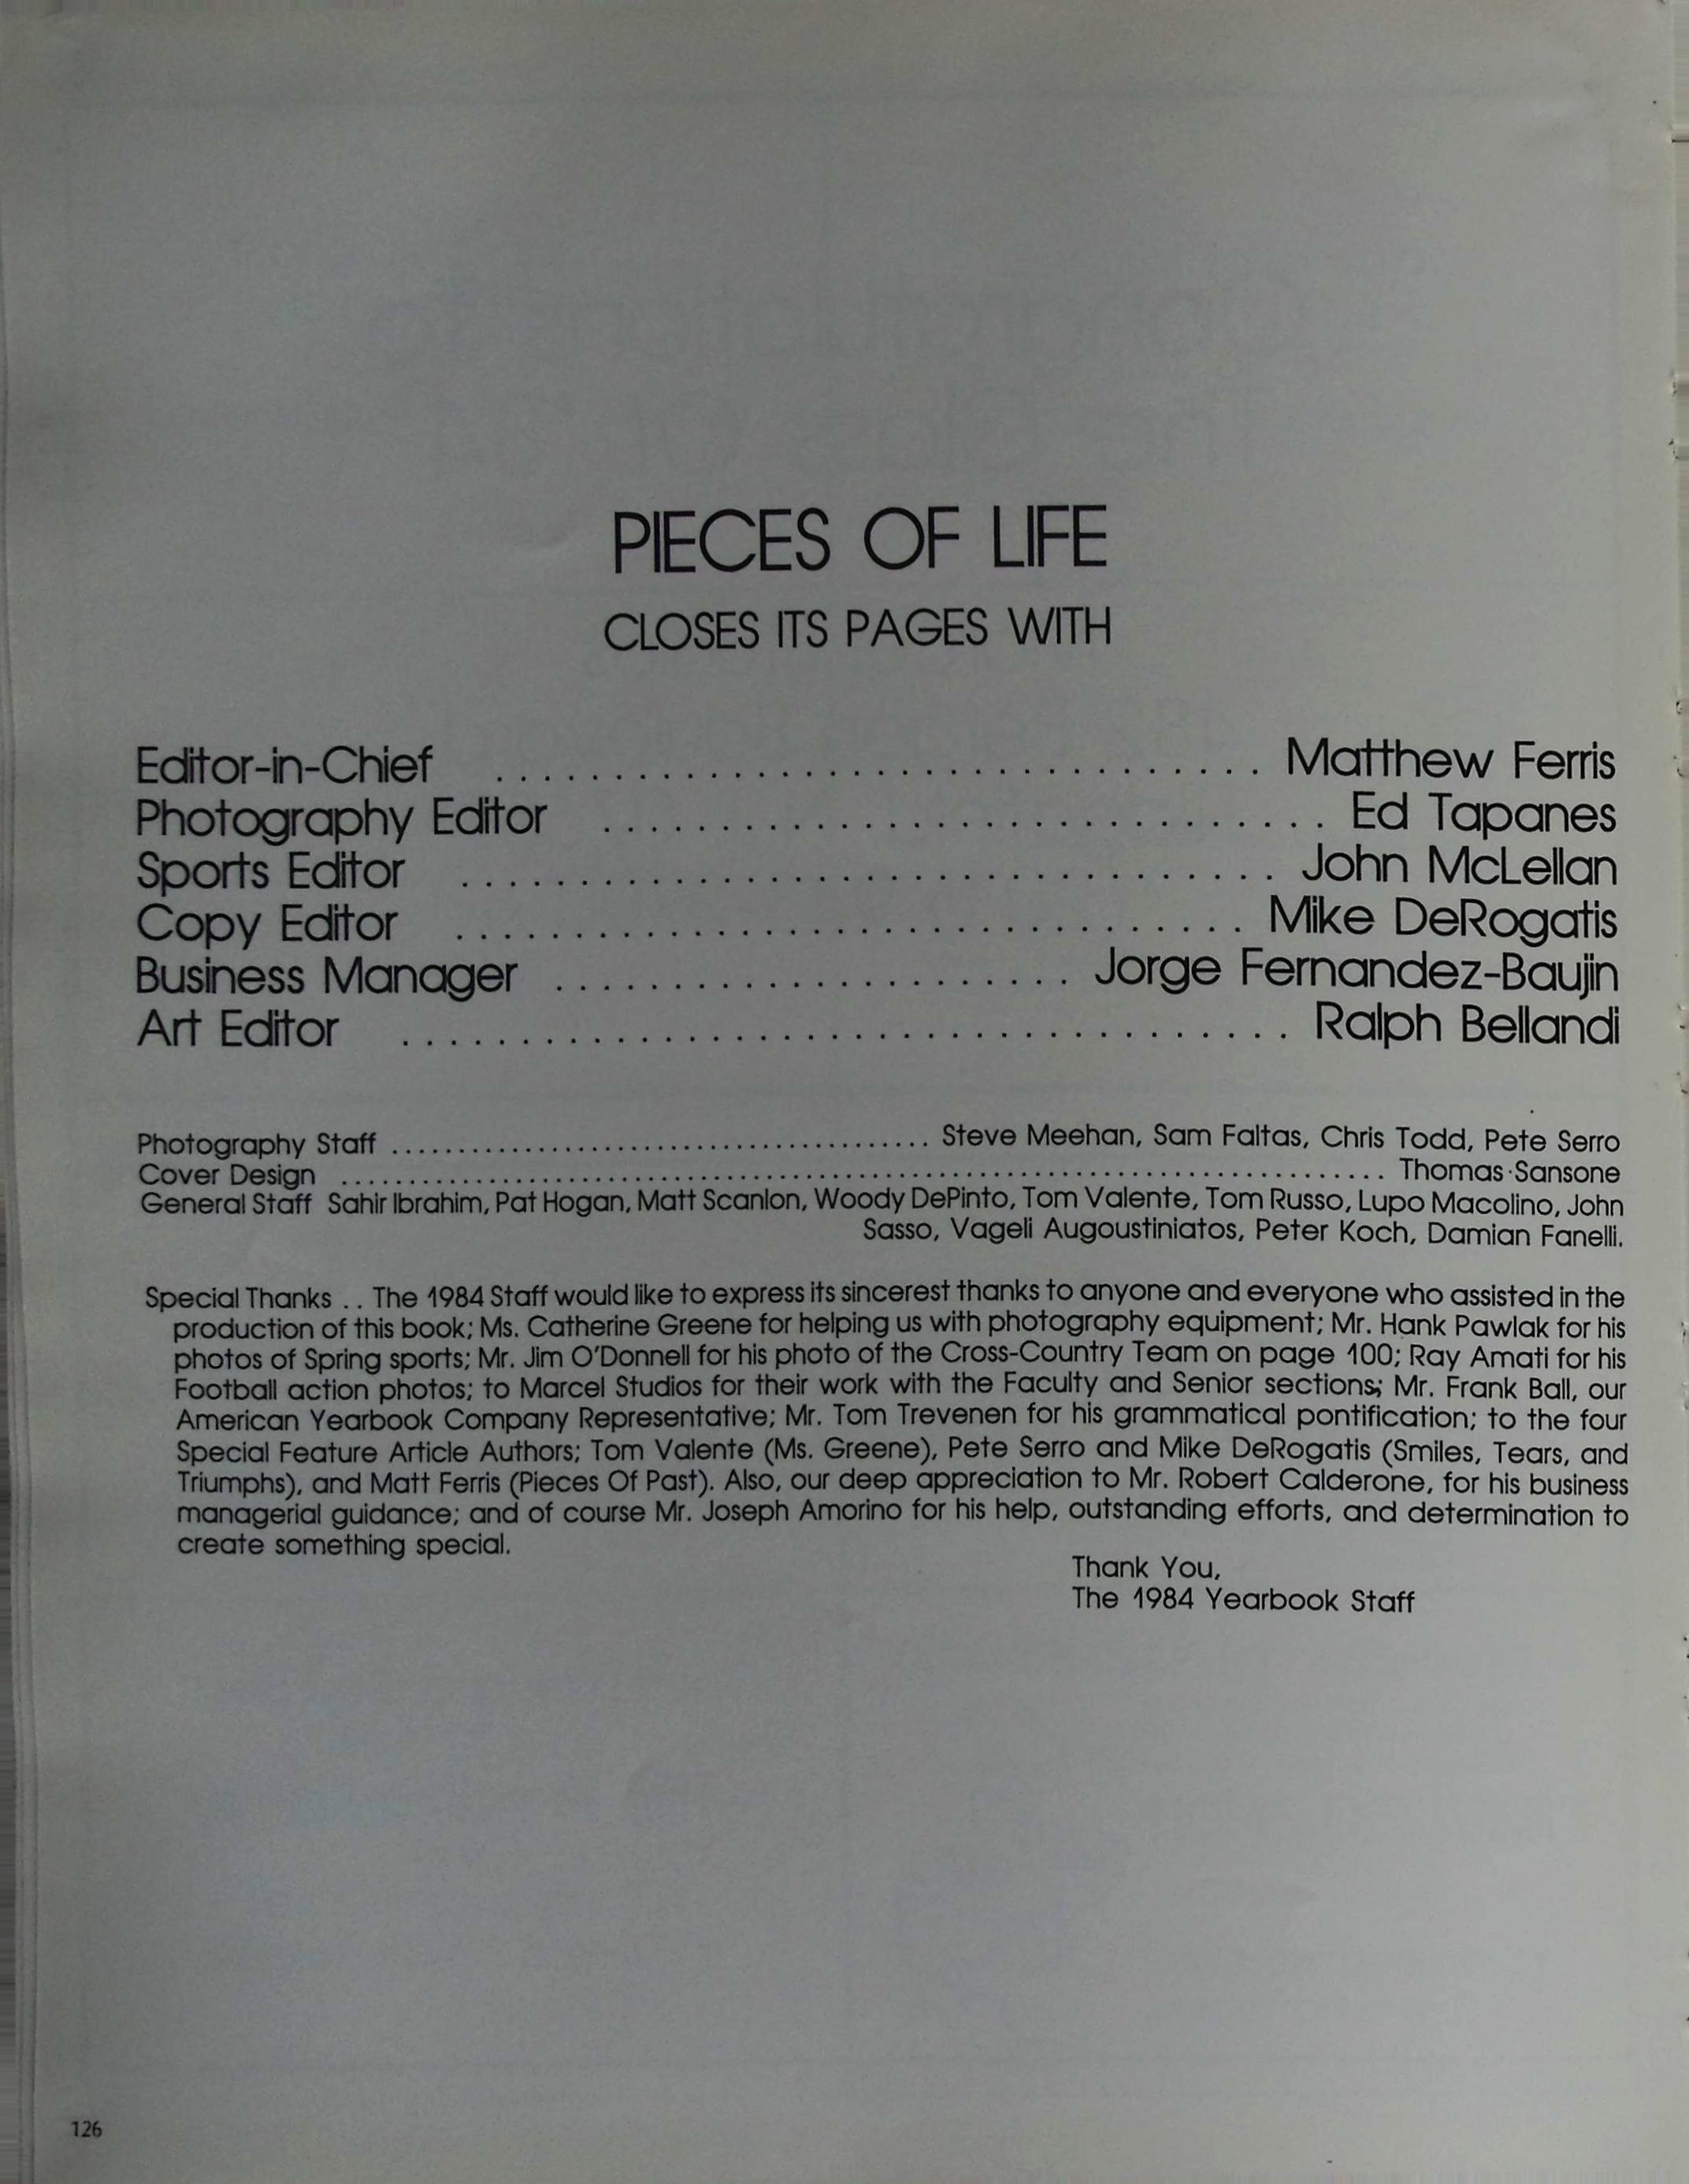 PIECES OF LIFE
CLOSES ITS PAGES WITH
Editor-in-Chief ................................. Matthew Ferris
Photography Editor ............................... Ed Tapanes
Sports Editor ................................... John McLellan
Copy Editor .................................. Mike DeRogatis
Business Manager ...................... Jorge Fernandez-Baujin
Art Editor ...................................... Ralph Bellandi
Photography Staff ......................................... Steve Meehan, Sam Faltas, Chris Todd, Pete Serro
Cover Design ................................................................................ Thomas Sansone
General Staff Sahir Ibrahim, Pat Hogan, Matt Scanlon, Woody DePinto, Tom Valente, Tom Russo, Lupo Macolino, John
Sasso, Vageli Augoustiniatos, Peter Koch, Damian Fanelli.
Special Thanks . . The 1984 Staff would like to express its sincerest thanks to anyone and everyone who assisted in the
production of this book; Ms. Catherine Greene for helping us with photography equipment; Mr. Hank Pawlak for his
photos of Spring sports; Mr. Jim O'Donnell for his photo of the Cross-Country Team on page 100; Ray Amati for his
Football action photos; to Marcel Studios for their work with the Faculty and Senior sections; Mr. Frank Ball, our
American Yearbook Company Representative; Mr. Tom Trevenen for his grammatical pontification; to the four
Special Feature Article Authors; Tom Valente (Ms. Greene), Pete Serro and Mike DeRogatis (Smiles, Tears, and
Triumphs), and Matt Ferris (Pieces Of Past). Also, our deep appreciation to Mr. Robert Calderone, for his business
managerial guidance; and of course Mr. Joseph Amorino for his help, outstanding efforts, and determination to
create something special.
Thank You,
The 1984 Yearbook Staff
126